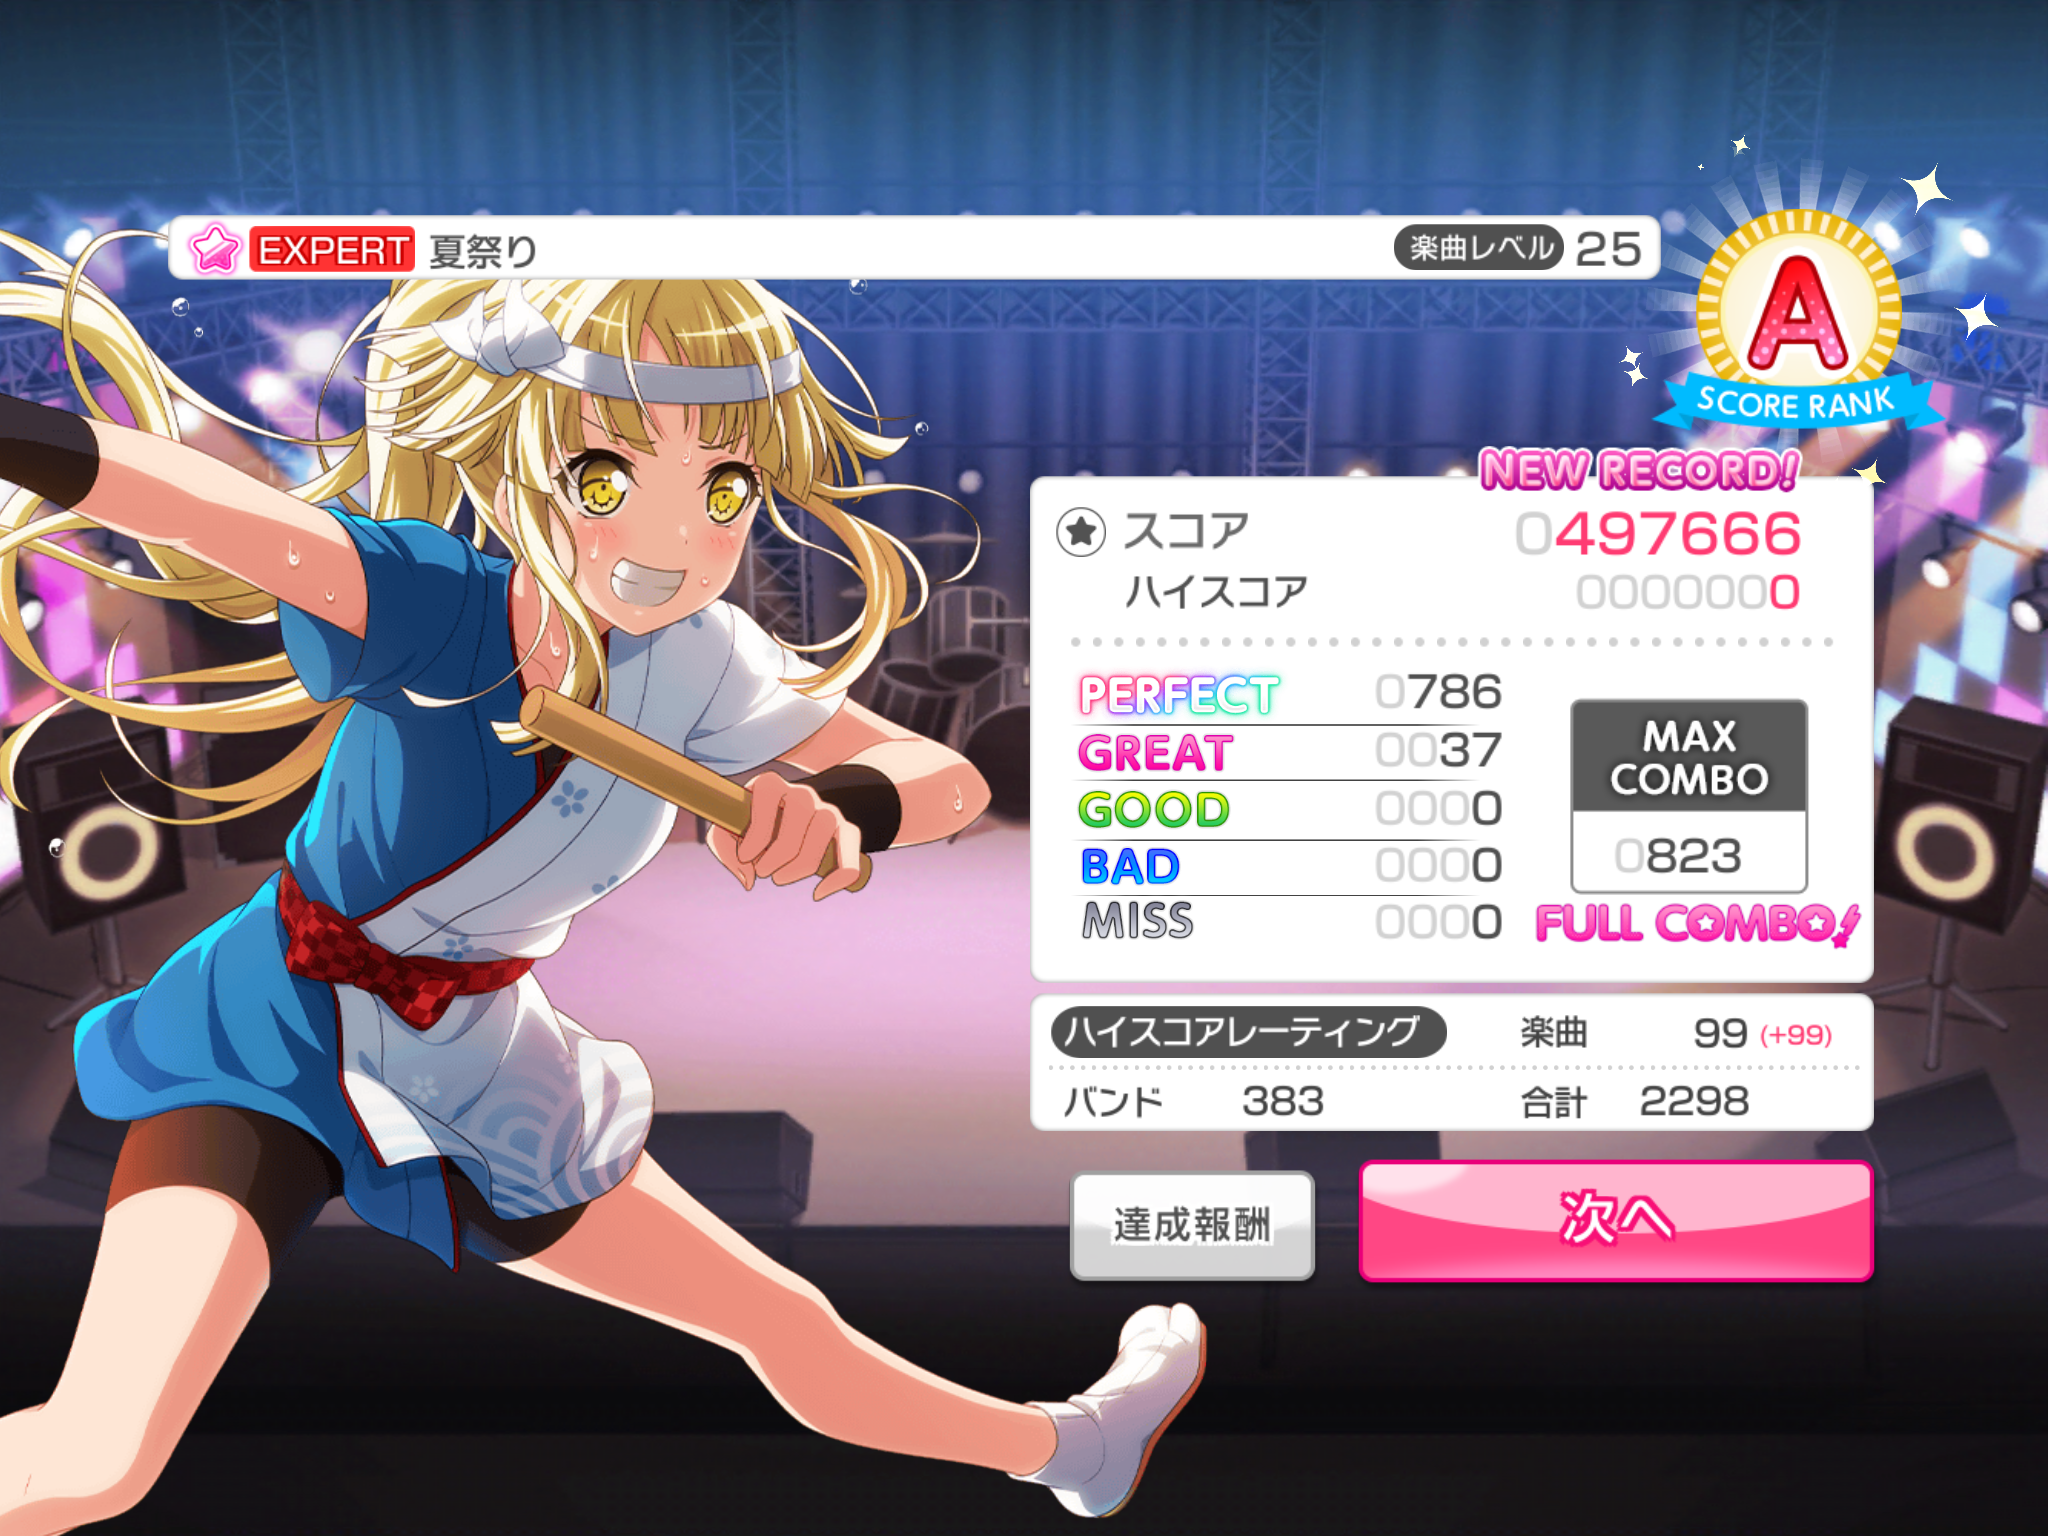 EXPERT 夏祭り 楽曲レベル 25
A
SCORE RANK
NEW RECORD!
スコア 0497666
ハイスコア 00000000
PERFECT 0786
GREAT 0037
GOOD 0000
BAD 0000
MISS 0000
MAX
COMBO
0823
FULL COMBO!
ハイスコアレーティング 楽曲 99 (+99)
バンド 383 合計 2298
達成報酬 次へ